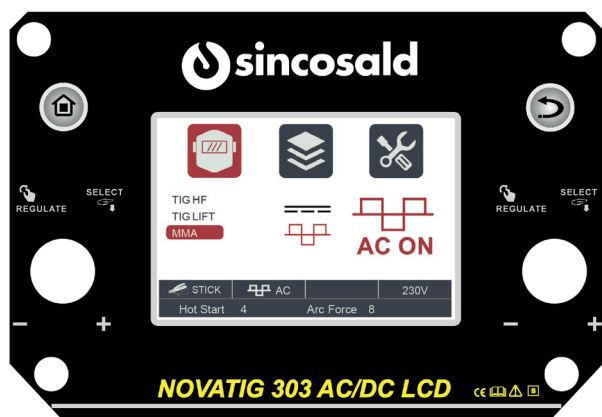 sincosald
REGULATE
SELECT
REGULATE
SELECT
TIG HF
TIG LIFT
MMA
AC ON
STICK
AC
230V
Hot Start 4
Arc Force 8
− +
− +
NOVATIG 303 AC/DC LCD
CE
S